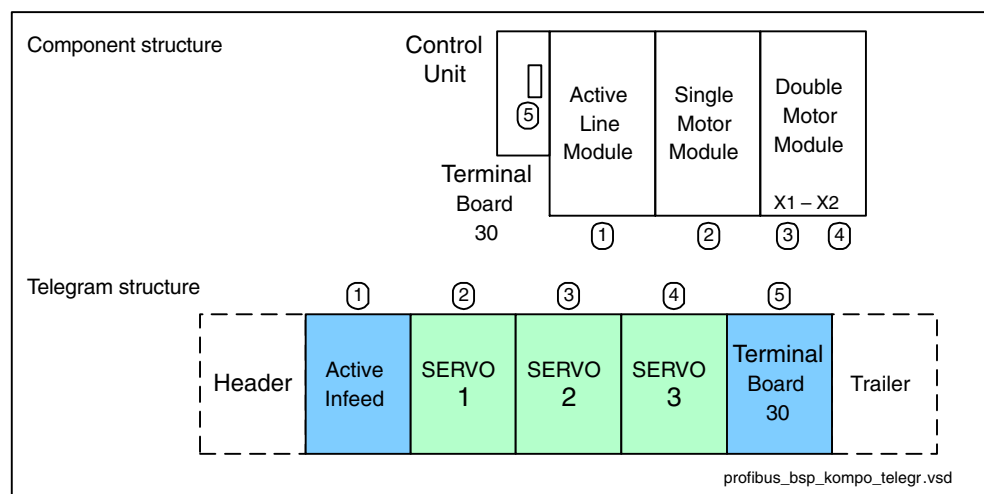 Component structure
Control
Unit
5
Terminal
Board
30
Active
Line
Module
Single
Motor
Module
Double
Motor
Module
X1 – X2
1
2
3
4
Telegram structure
1
2
3
4
5
Header
Active
Infeed
SERVO
1
SERVO
2
SERVO
3
Terminal
Board
30
Trailer
profibus_bsp_kompo_telegr.vsd